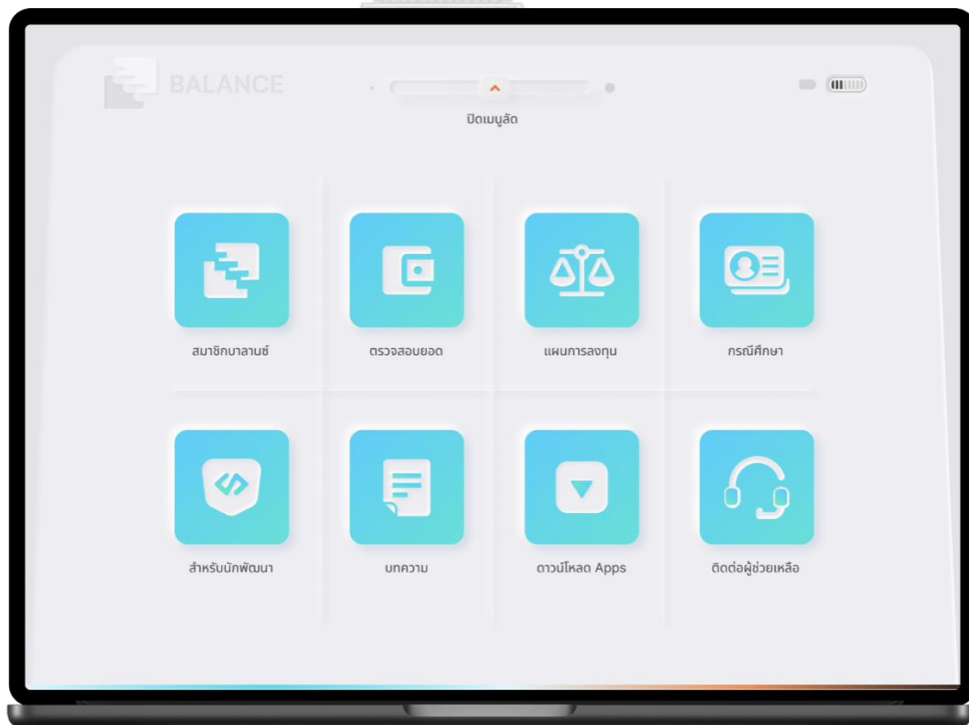 BALANCE
ปิดเมนูลัด
สมาชิกบาลานซ์
ตรวจสอบยอด
แผนการลงทุน
กรณีศึกษา
สำหรับนักพัฒนา
บทความ
ดาวน์โหลด Apps
ติดต่อผู้ช่วยเหลือ